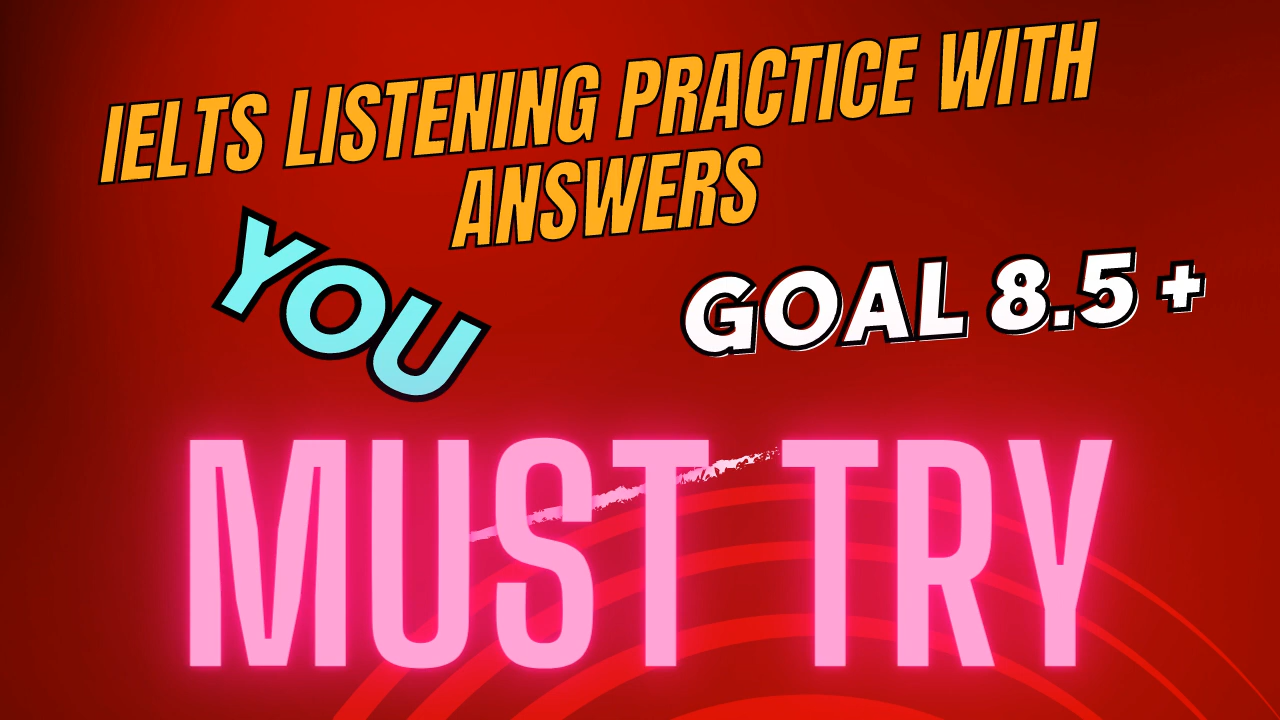 IELTS LISTENING PRACTICE WITH
ANSWERS
YOU
GOAL 8.5 +
MUST TRY